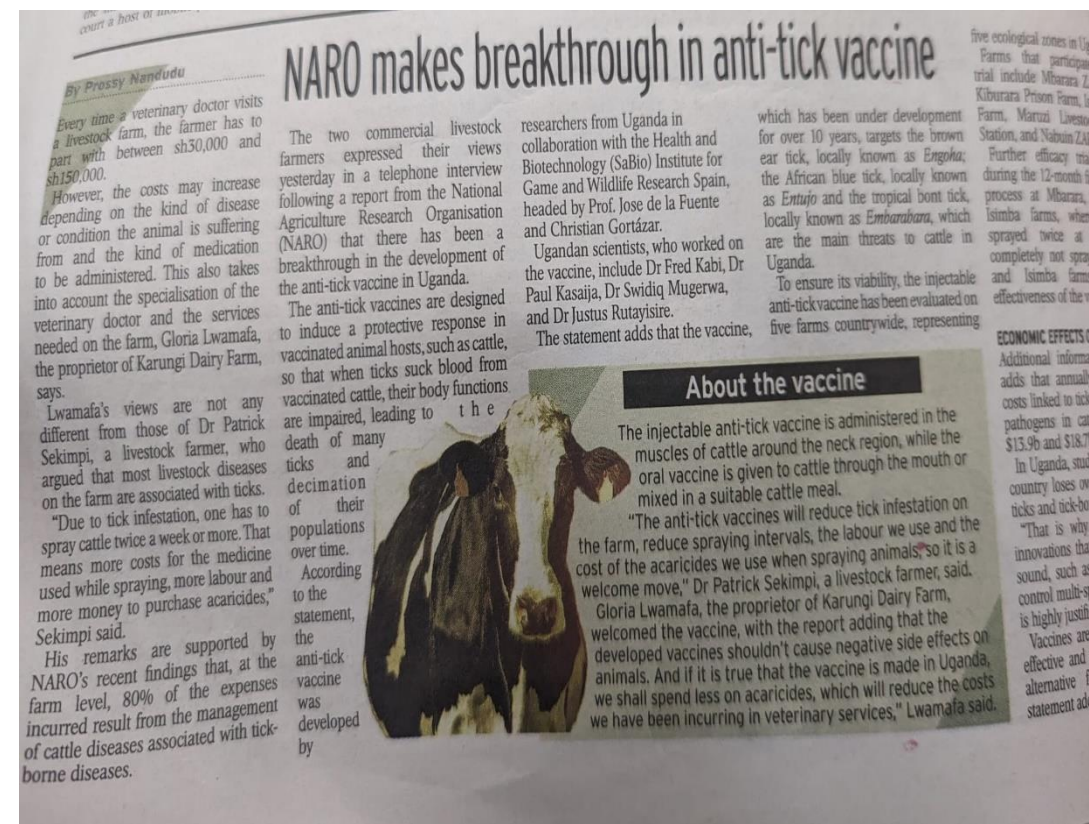 court a host of
NARO makes breakthrough in anti-tick vaccine
By Prossy Nandudu
Every time a veterinary doctor visits
a livestock farm, the farmer has to
part with between sh30,000 and
sh150,000.
However, the costs may increase
depending on the kind of disease
or condition the animal is suffering
from and the kind of medication
to be administered. This also takes
into account the specialisation of the
veterinary doctor and the services
needed on the farm, Gloria Lwamafa,
the proprietor of Karungi Dairy Farm,
says.
Lwamafa's views are not any
different from those of Dr Patrick
Sekimpi, a livestock farmer, who
argued that most livestock diseases
on the farm are associated with ticks.
"Due to tick infestation, one has to
spray cattle twice a week or more. That
means more costs for the medicine
used while spraying, more labour and
more money to purchase acaricides,"
Sekimpi said.
His remarks are supported by
NARO's recent findings that, at the
farm level, 80% of the expenses
incurred result from the management
of cattle diseases associated with tick-
borne diseases.
The two commercial livestock
farmers expressed their views
yesterday in a telephone interview
following a report from the National
Agriculture Research Organisation
(NARO) that there has been a
breakthrough in the development of
the anti-tick vaccine in Uganda.
The anti-tick vaccines are designed
to induce a protective response in
vaccinated animal hosts, such as cattle,
so that when ticks suck blood from
vaccinated cattle, their body functions
are impaired, leading to the
death of many
ticks and
decimation
of their
populations
over time.
According
to the
statement,
the
anti-tick
vaccine
was
developed
by
researchers from Uganda in
collaboration with the Health and
Biotechnology (SaBio) Institute for
Game and Wildlife Research Spain,
headed by Prof. Jose de la Fuente
and Christian Gortázar.
Ugandan scientists, who worked on
the vaccine, include Dr Fred Kabi, Dr
Paul Kasaija, Dr Swidiq Mugerwa,
and Dr Justus Rutayisire.
The statement adds that the vaccine,
which has been under development
for over 10 years, targets the brown
ear tick, locally known as Engoha;
the African blue tick, locally known
as Entujo and the tropical bont tick,
locally known as Embarabara, which
are the main threats to cattle in
Uganda.
To ensure its viability, the injectable
anti-tick vaccine has been evaluated on
five farms countrywide, representing
five ecological zones in
Farms that
trial include Mbarara
Kiburara Prison Farm,
Farm, Maruzi
Station, and Nabuin
Further efficacy
during the 12-month
process at Mbarara,
Isimba farms,
sprayed twice a
completely not
and Isimba
effectiveness of the
ECONOMIC EFFECTS
Additional
adds that
costs linked to
pathogens in
$13.9b and
In Uganda,
country loses
ticks and
"That is why
innovations
sound, such as
control
is highly
Vaccines are
effective and
alternative
statement
About the vaccine
The injectable anti-tick vaccine is administered in the
muscles of cattle around the neck region, while the
oral vaccine is given to cattle through the mouth or
mixed in a suitable cattle meal.
"The anti-tick vaccines will reduce tick infestation on
the farm, reduce spraying intervals, the labour we use and the
cost of the acaricides we use when spraying animals, so it is a
welcome move," Dr Patrick Sekimpi, a livestock farmer, said.
Gloria Lwamafa, the proprietor of Karungi Dairy Farm,
welcomed the vaccine, with the report adding that the
developed vaccines shouldn't cause negative side effects on
animals. And if it is true that the vaccine is made in Uganda,
we shall spend less on acaricides, which will reduce the costs
we have been incurring in veterinary services," Lwamafa said.